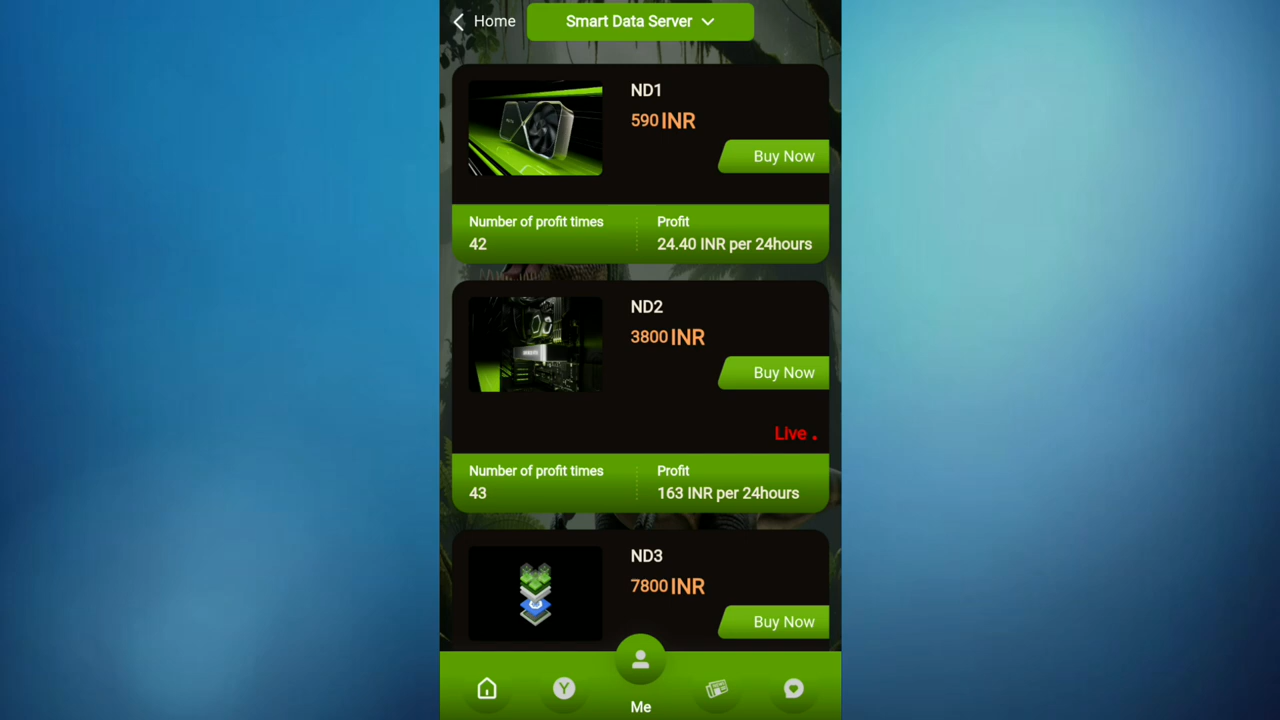 Home
Smart Data Server
ND1
590 INR
Buy Now
Number of profit times
Profit
42
24.40 INR per 24hours
ND2
3800 INR
Buy Now
Live .
Number of profit times
Profit
43
163 INR per 24hours
ND3
7800 INR
Buy Now
Y
Me